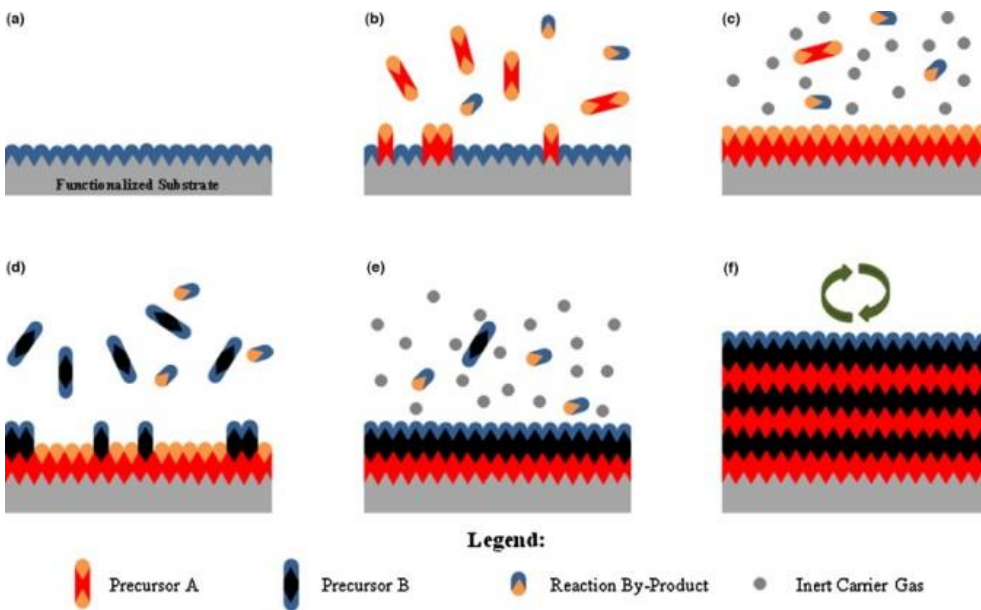 (a)
(b)
(c)
Functionalized Substrate
(d)
(e)
(f)
Legend:
Precursor A
Precursor B
Reaction By-Product
Inert Carrier Gas